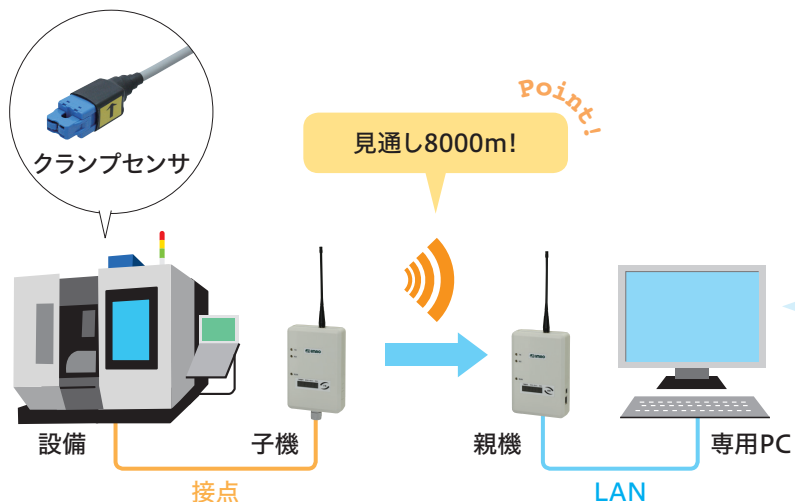 Point!
見通し8000m!
クランプセンサ
設備
子機
親機
専用PC
接点
LAN